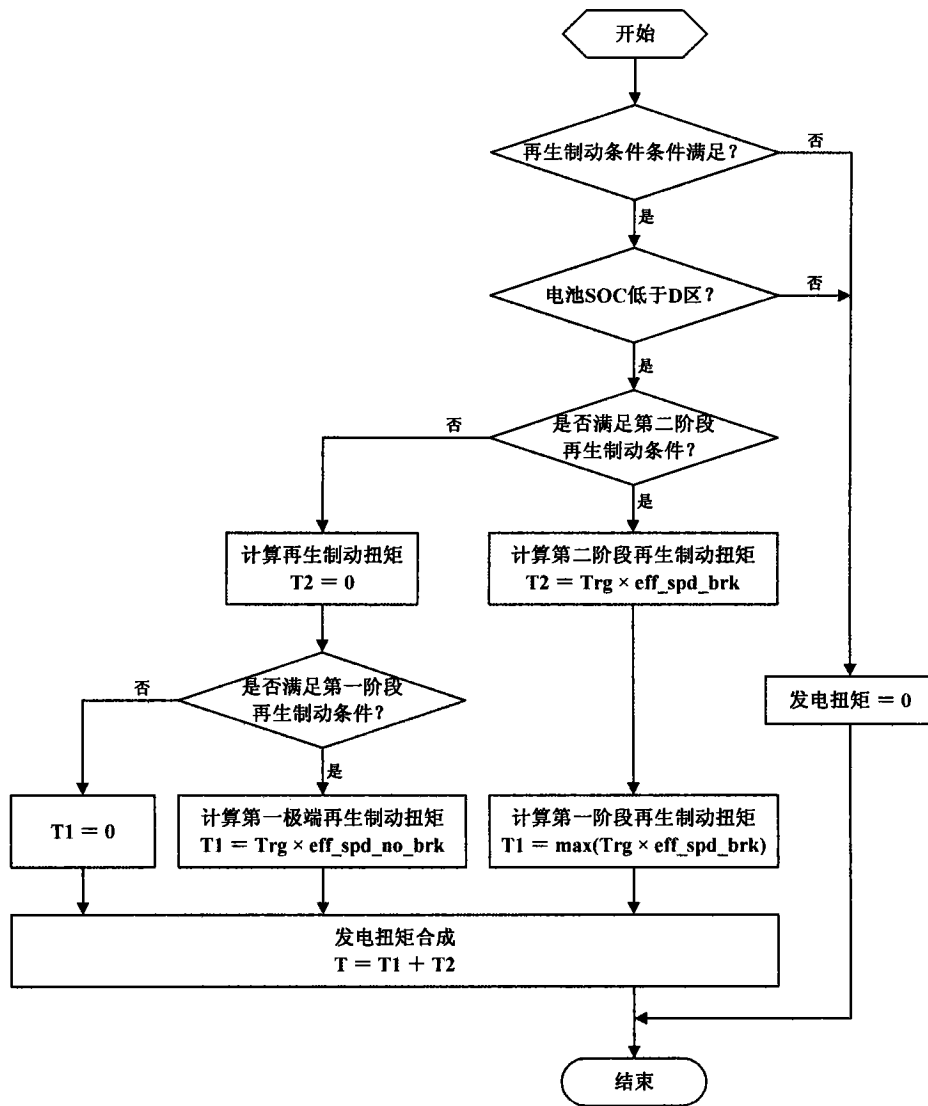 开始
再生制动条件条件满足？
否
是
电池SOC低于D区？
否
是
是否满足第二阶段
再生制动条件？
否
是
计算再生制动扭矩
T2 = 0
计算第二阶段再生制动扭矩
T2 = Trg × eff_spd_brk
是否满足第一阶段
再生制动条件？
否
是
发电扭矩 = 0
T1 = 0
计算第一极端再生制动扭矩
T1 = Trg × eff_spd_no_brk
计算第一阶段再生制动扭矩
T1 = max(Trg × eff_spd_brk)
发电扭矩合成
T = T1 + T2
结束